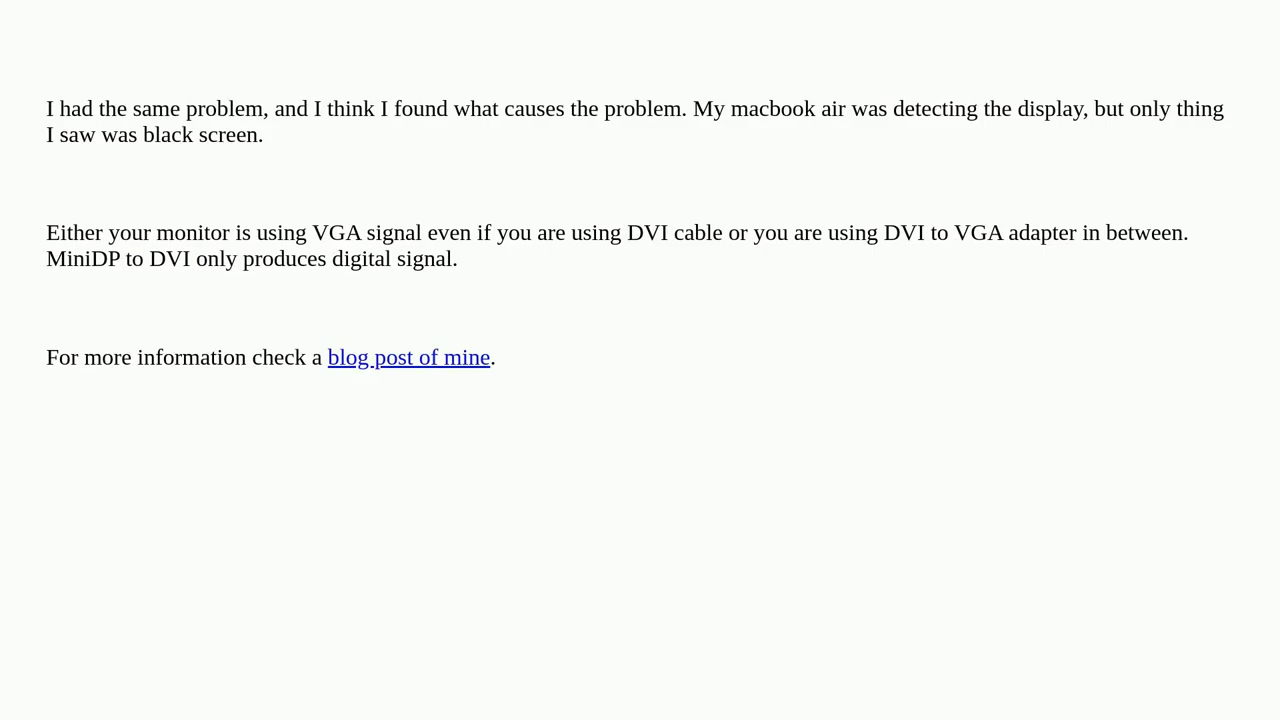 I had the same problem, and I think I found what causes the problem. My macbook air was detecting the display, but only thing
I saw was black screen.
Either your monitor is using VGA signal even if you are using DVI cable or you are using DVI to VGA adapter in between.
MiniDP to DVI only produces digital signal.
For more information check a blog post of mine.